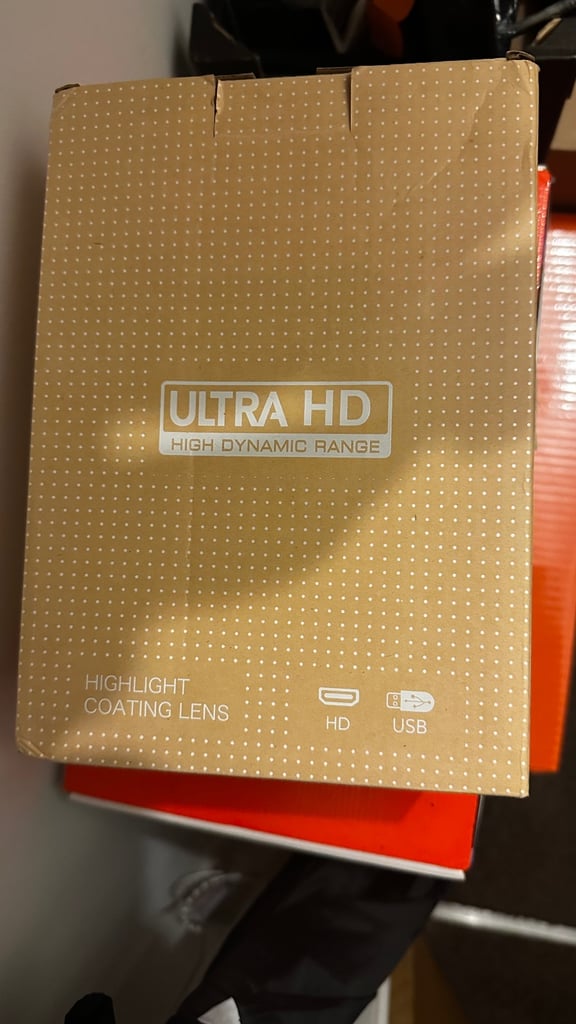 ULTRA HD
HIGH DYNAMIC RANGE
HIGHLIGHT
COATING LENS
HD
USB